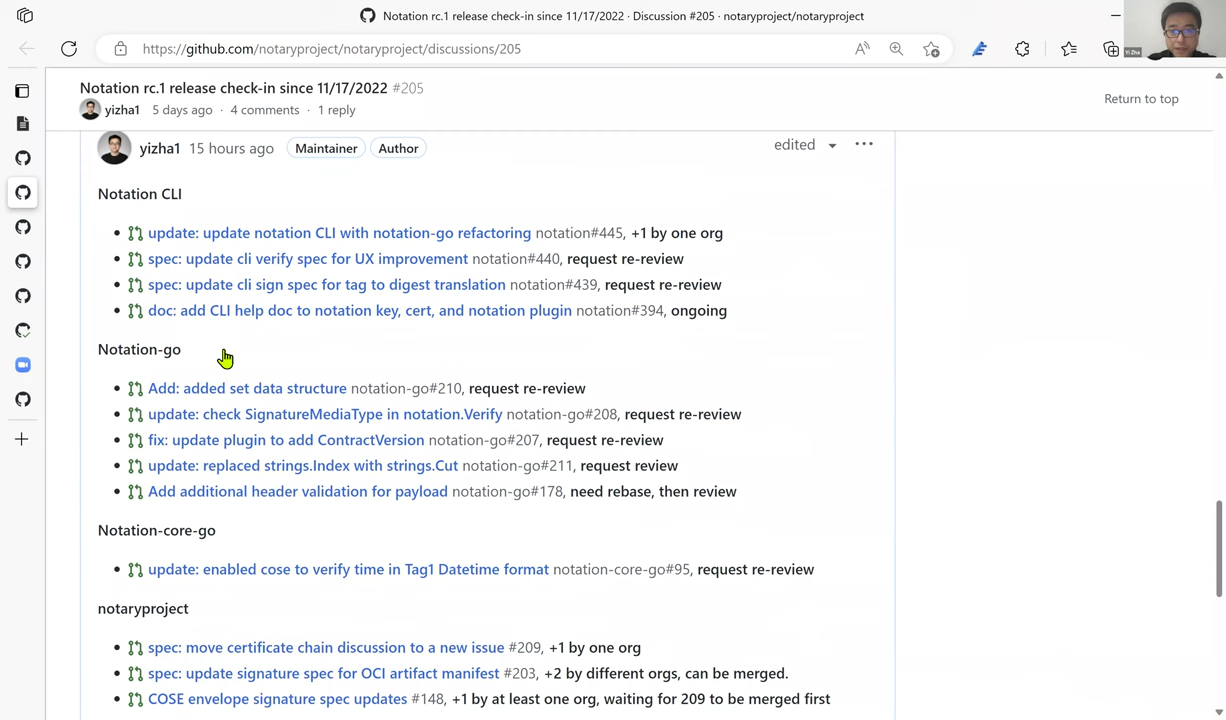 Notation rc.1 release check-in since 11/17/2022 · Discussion #205 · notaryproject/notaryproject
https://github.com/notaryproject/notaryproject/discussions/205
Yi Zha
Notation rc.1 release check-in since 11/17/2022 #205
yizha1 5 days ago · 4 comments · 1 reply
Return to top
yizha1 15 hours ago Maintainer Author
edited
Notation CLI
update: update notation CLI with notation-go refactoring notation#445, +1 by one org
spec: update cli verify spec for UX improvement notation#440, request re-review
spec: update cli sign spec for tag to digest translation notation#439, request re-review
doc: add CLI help doc to notation key, cert, and notation plugin notation#394, ongoing
Notation-go
Add: added set data structure notation-go#210, request re-review
update: check SignatureMediaType in notation.Verify notation-go#208, request re-review
fix: update plugin to add ContractVersion notation-go#207, request re-review
update: replaced strings.Index with strings.Cut notation-go#211, request review
Add additional header validation for payload notation-go#178, need rebase, then review
Notation-core-go
update: enabled cose to verify time in Tag1 Datetime format notation-core-go#95, request re-review
notaryproject
spec: move certificate chain discussion to a new issue #209, +1 by one org
spec: update signature spec for OCI artifact manifest #203, +2 by different orgs, can be merged.
COSE envelope signature spec updates #148, +1 by at least one org, waiting for 209 to be merged first